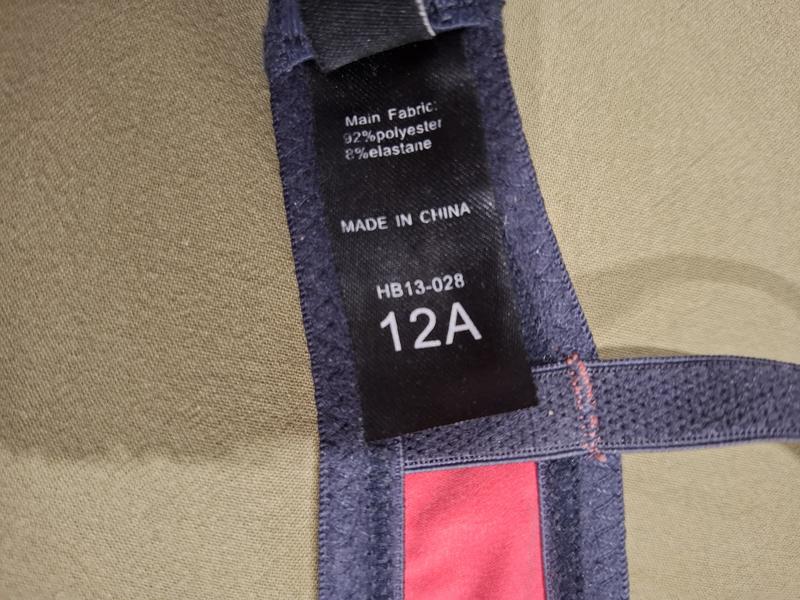 Main Fabric:
92%polyester
8%elastane
MADE IN CHINA
HB13-028
12A